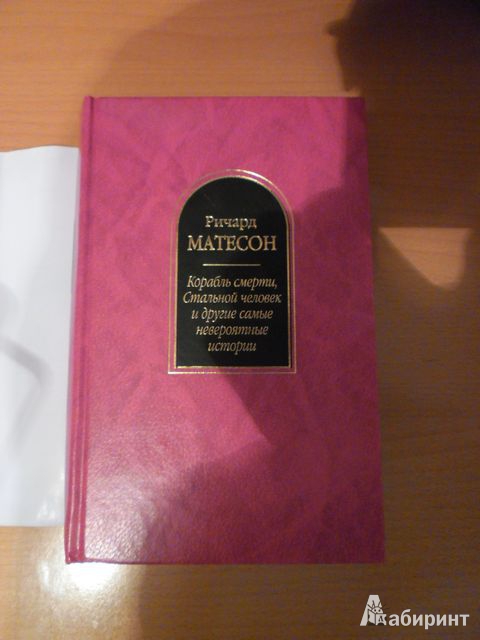 Ричард
МАТЕСОН
Корабль смерти,
Стальной человек
и другие самые
невероятные
истории
Лабиринт